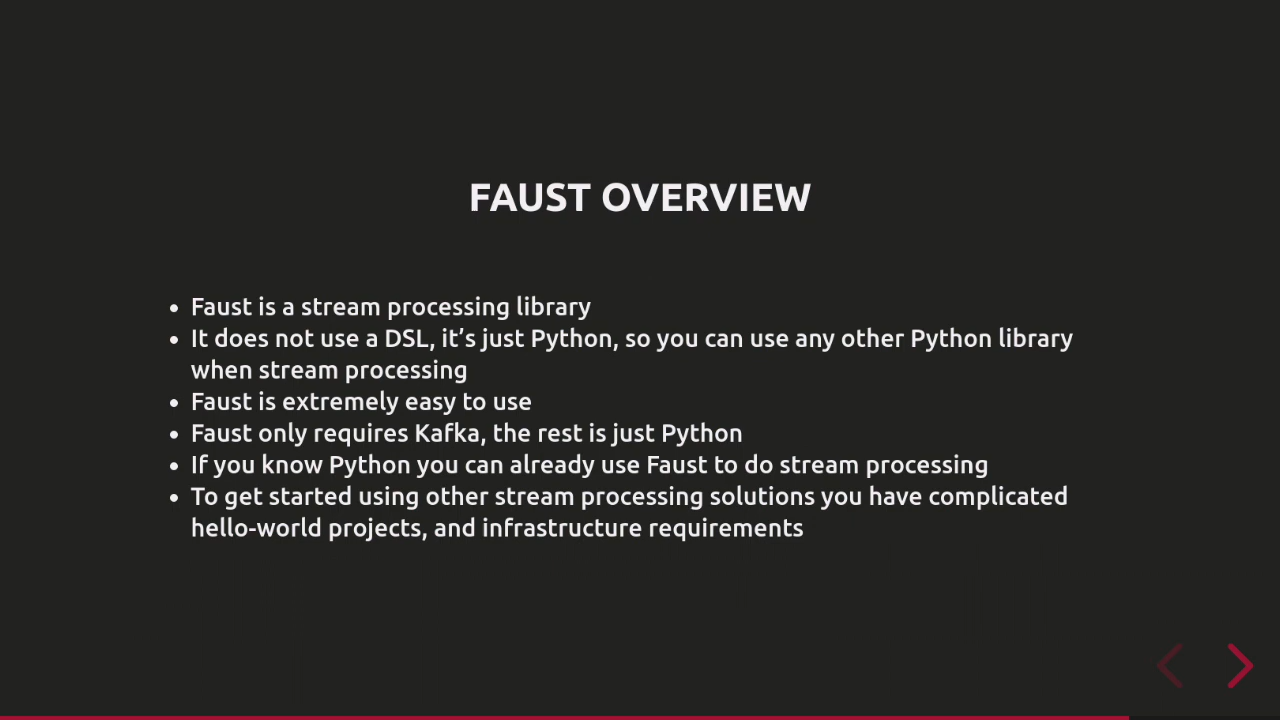 FAUST OVERVIEW
• Faust is a stream processing library
• It does not use a DSL, it’s just Python, so you can use any other Python library
when stream processing
• Faust is extremely easy to use
• Faust only requires Kafka, the rest is just Python
• If you know Python you can already use Faust to do stream processing
• To get started using other stream processing solutions you have complicated
hello-world projects, and infrastructure requirements